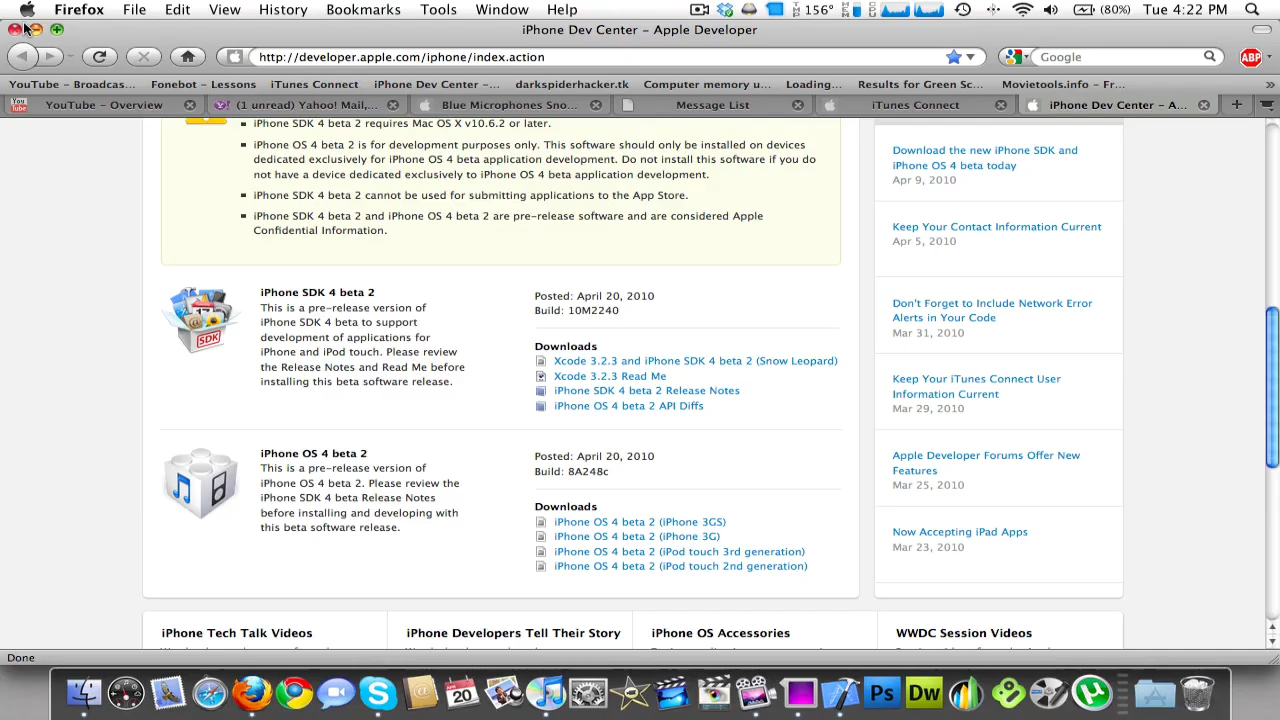 Firefox File Edit View History Bookmarks Tools Window Help 156° (80%) Tue 4:22 PM
iPhone Dev Center – Apple Developer
http://developer.apple.com/iphone/index.action Google ABP
YouTube – Broadcas... Fonebot – Lessons iTunes Connect iPhone Dev Center –... darkspiderhacker.tk Computer memory u... Loading... Results for Green Sc... Movietools.info – Fr... »
YouTube – Overview (1 unread) Yahoo! Mail,... Blue Microphones Sno... Message List iTunes Connect iPhone Dev Center – A...
iPhone SDK 4 beta 2 requires Mac OS X v10.6.2 or later.
iPhone OS 4 beta 2 is for development purposes only. This software should only be installed on devices
dedicated exclusively for iPhone OS 4 beta application development. Do not install this software if you do
not have a device dedicated exclusively to iPhone OS 4 beta application development.
iPhone SDK 4 beta 2 cannot be used for submitting applications to the App Store.
iPhone SDK 4 beta 2 and iPhone OS 4 beta 2 are pre-release software and are considered Apple
Confidential Information.
iPhone SDK 4 beta 2
This is a pre-release version of
iPhone SDK 4 beta to support
development of applications for
iPhone and iPod touch. Please review
the Release Notes and Read Me before
installing this beta software release.
SDK
Posted: April 20, 2010
Build: 10M2240
Downloads
Xcode 3.2.3 and iPhone SDK 4 beta 2 (Snow Leopard)
Xcode 3.2.3 Read Me
iPhone SDK 4 beta 2 Release Notes
iPhone OS 4 beta 2 API Diffs
iPhone OS 4 beta 2
This is a pre-release version of
iPhone OS 4 beta 2. Please review the
iPhone SDK 4 beta Release Notes
before installing and developing with
this beta software release.
Posted: April 20, 2010
Build: 8A248c
Downloads
iPhone OS 4 beta 2 (iPhone 3GS)
iPhone OS 4 beta 2 (iPhone 3G)
iPhone OS 4 beta 2 (iPod touch 3rd generation)
iPhone OS 4 beta 2 (iPod touch 2nd generation)
Download the new iPhone SDK and
iPhone OS 4 beta today
Apr 9, 2010
Keep Your Contact Information Current
Apr 5, 2010
Don't Forget to Include Network Error
Alerts in Your Code
Mar 31, 2010
Keep Your iTunes Connect User
Information Current
Mar 29, 2010
Apple Developer Forums Offer New
Features
Mar 25, 2010
Now Accepting iPad Apps
Mar 23, 2010
iPhone Tech Talk Videos iPhone Developers Tell Their Story iPhone OS Accessories WWDC Session Videos
Done
20 Ps Dw